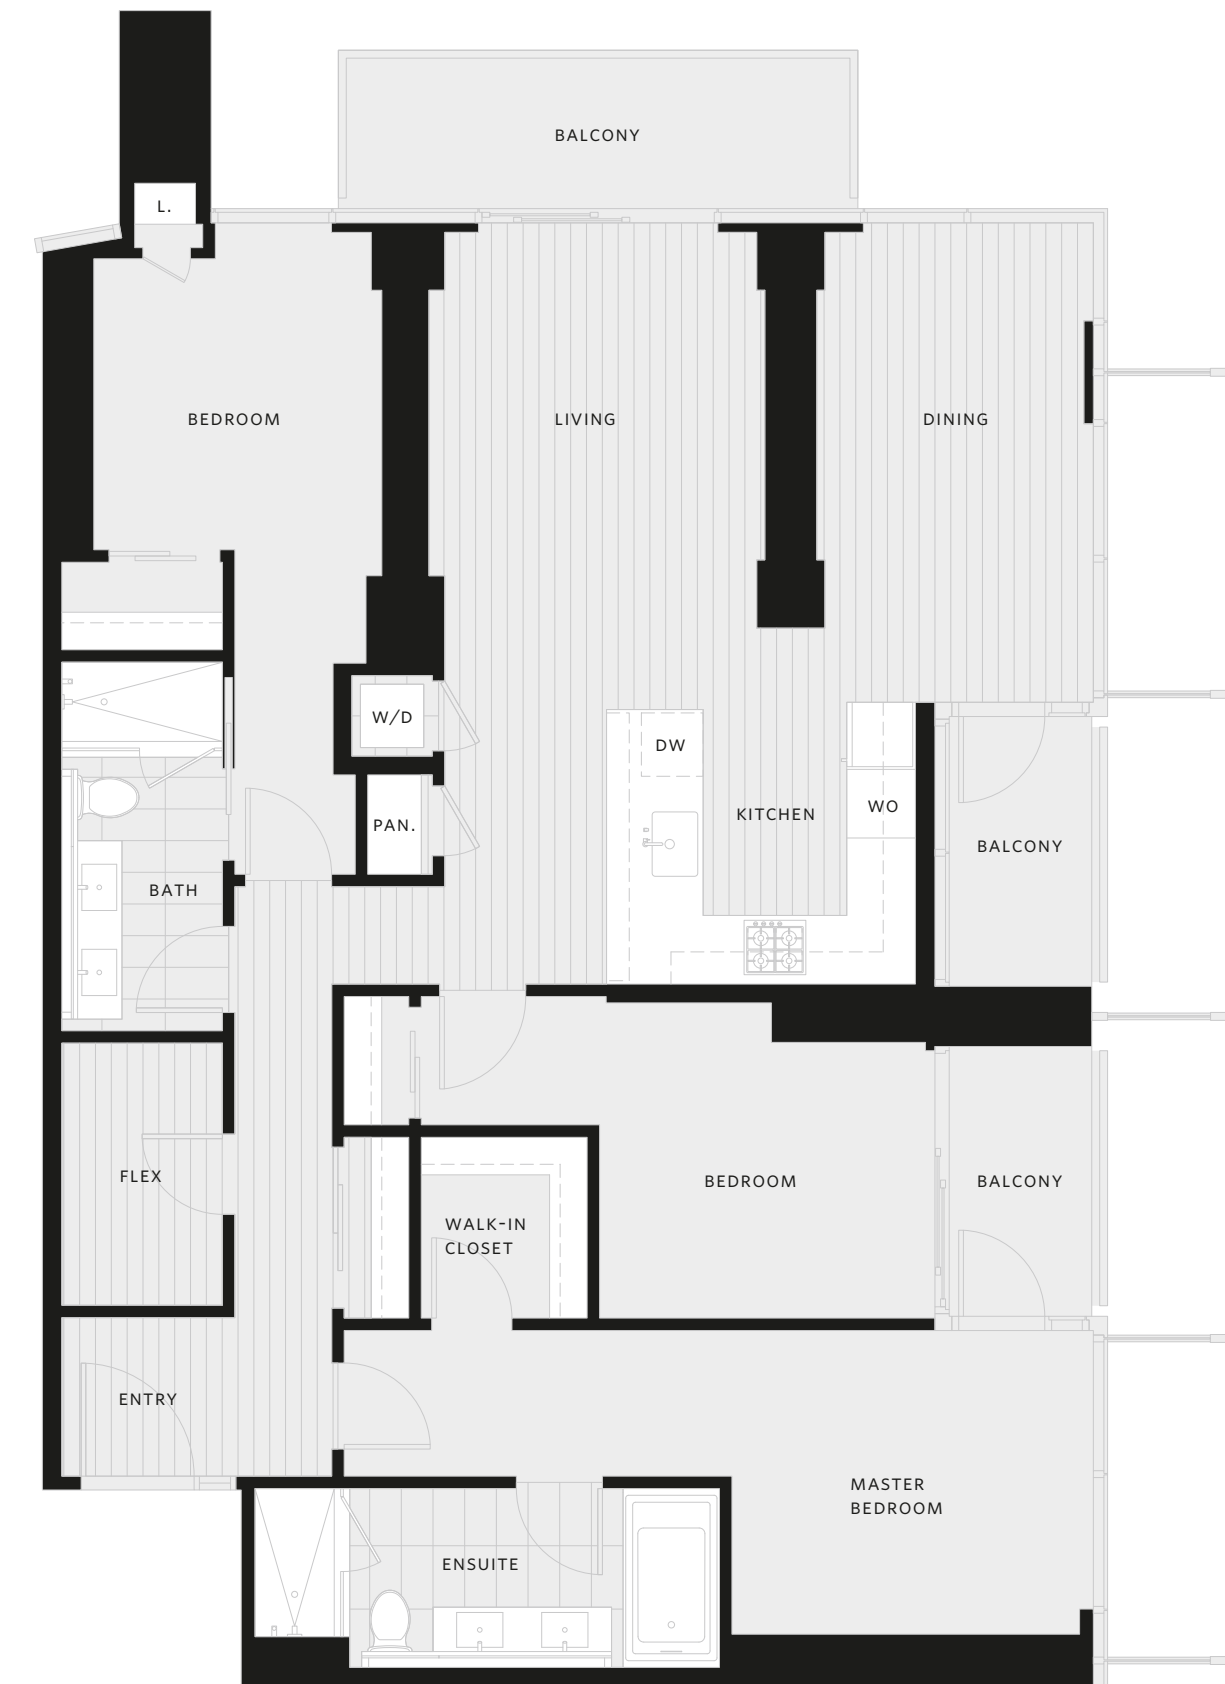 BALCONY
L.
BEDROOM
LIVING
DINING
W/D
DW
PAN.
KITCHEN
WO
BALCONY
BATH
FLEX
WALK-IN
CLOSET
BEDROOM
BALCONY
ENTRY
MASTER
BEDROOM
ENSUITE